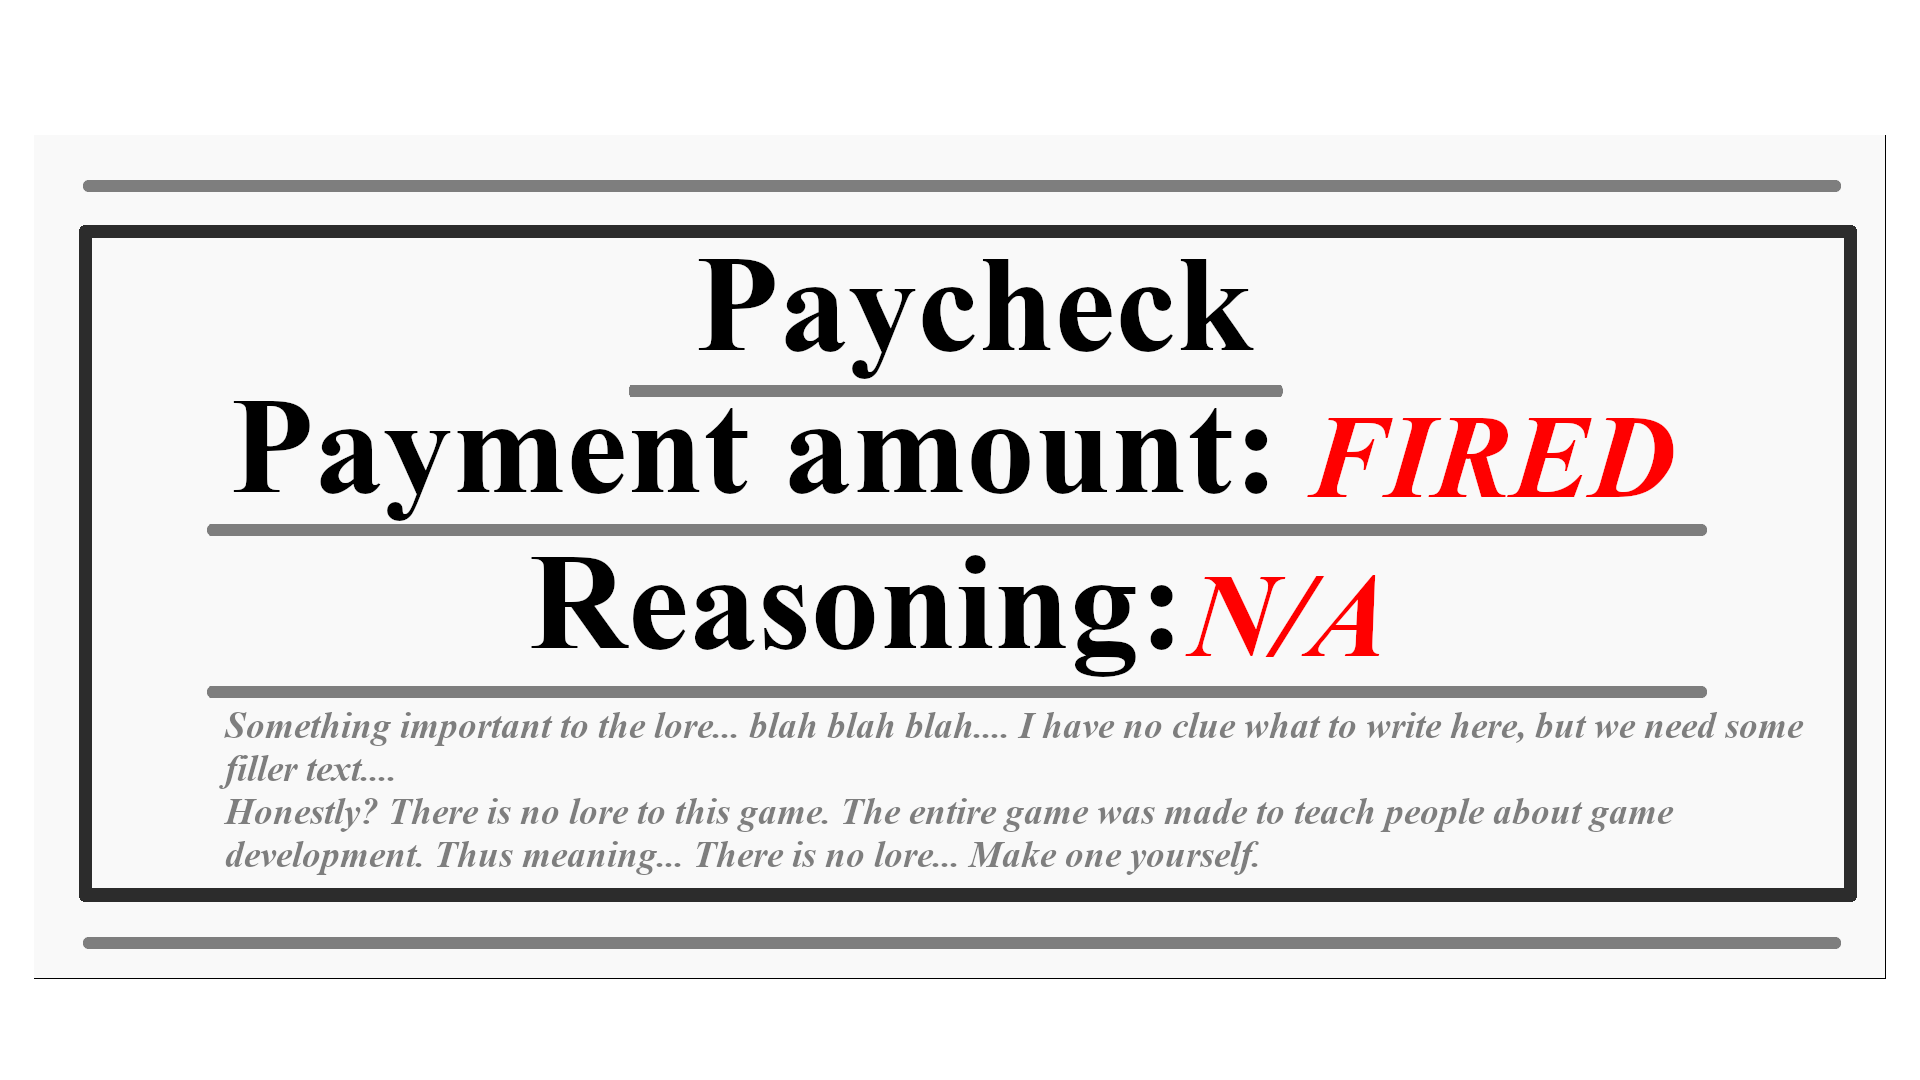 Paycheck
Payment amount: FIRED
Reasoning: N/A
Something important to the lore... blah blah blah.... I have no clue what to write here, but we need some
filler text....
Honestly? There is no lore to this game. The entire game was made to teach people about game
development. Thus meaning... There is no lore... Make one yourself.